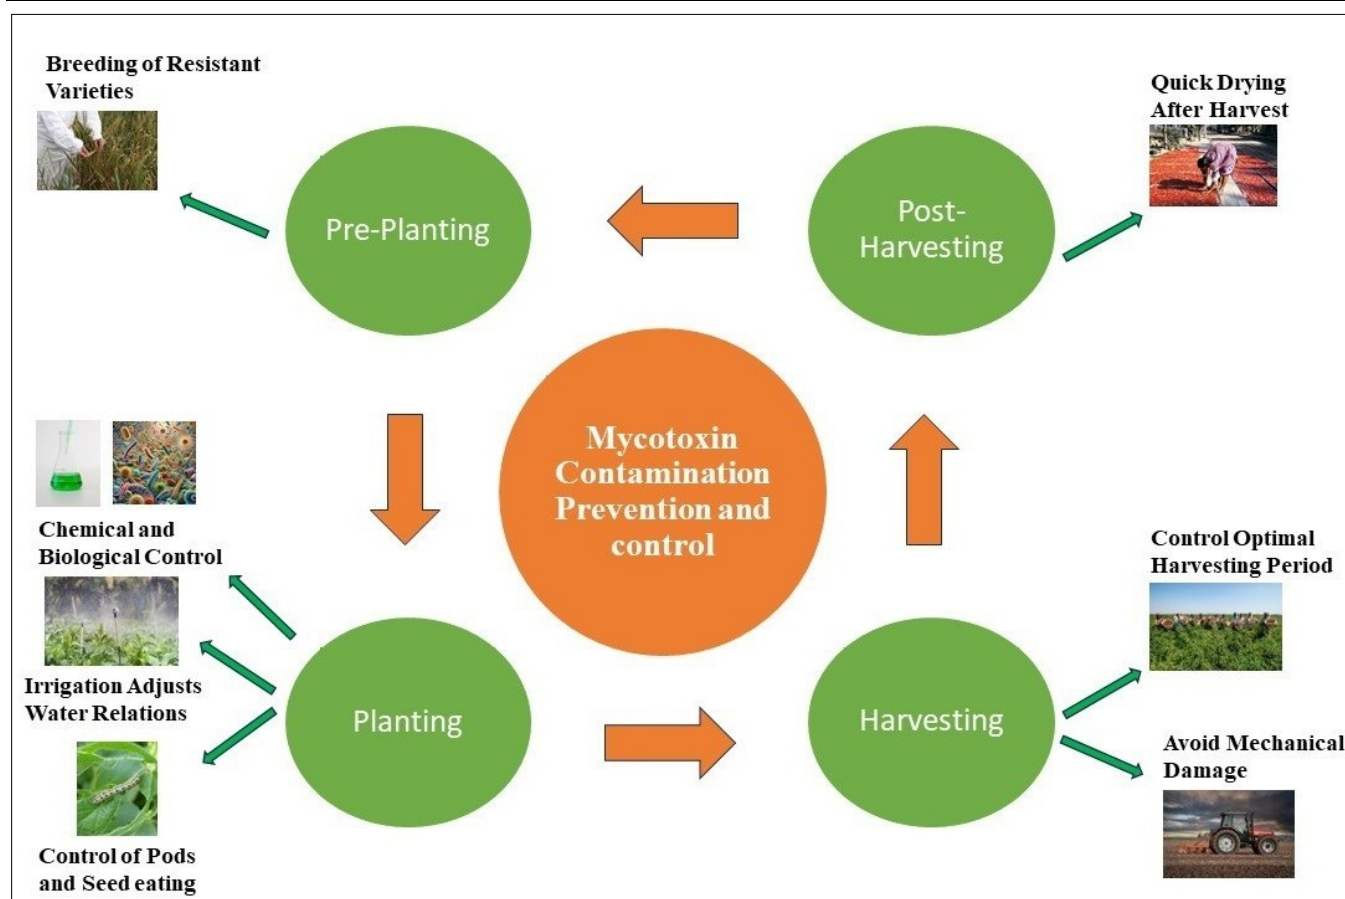 Breeding of Resistant
Varieties
Quick Drying
After Harvest
Pre-Planting
Post-
Harvesting
Mycotoxin
Contamination
Prevention and
control
Chemical and
Biological Control
Irrigation Adjusts
Water Relations
Control of Pods
and Seed eating
Planting
Harvesting
Control Optimal
Harvesting Period
Avoid Mechanical
Damage